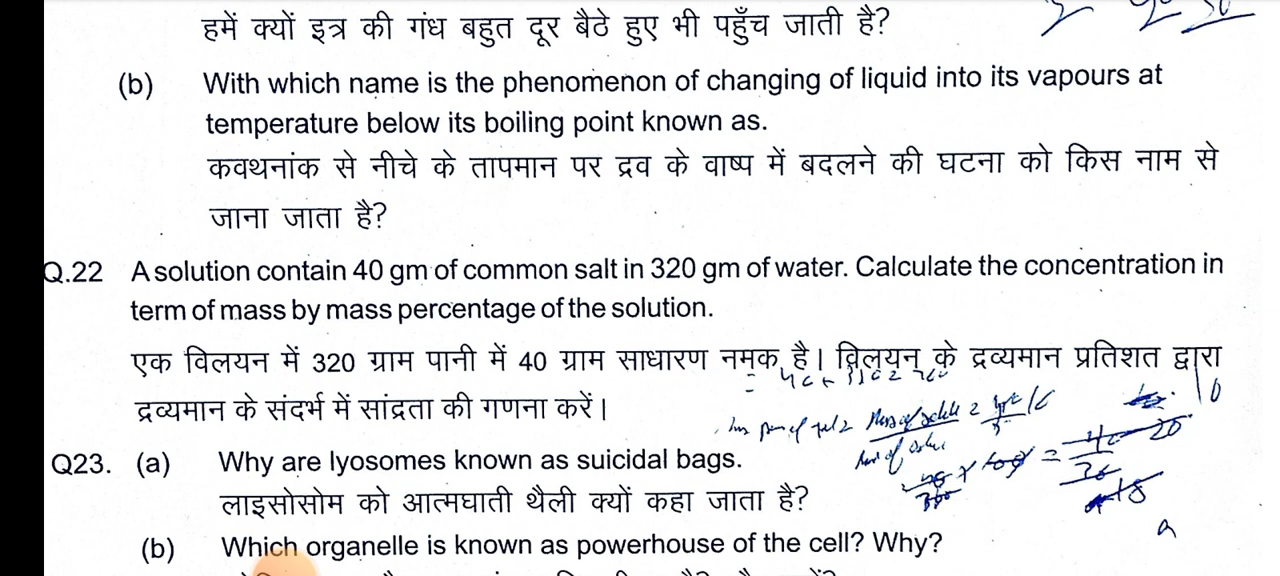 हमें क्यों इत्र की गंध बहुत दूर बैठे हुए भी पहुँच जाती है?
(b) With which name is the phenomenon of changing of liquid into its vapours at
temperature below its boiling point known as.
कवथनांक से नीचे के तापमान पर द्रव के वाष्प में बदलने की घटना को किस नाम से
जाना जाता है?
Q.22 A solution contain 40 gm of common salt in 320 gm of water. Calculate the concentration in
term of mass by mass percentage of the solution.
एक विलयन में 320 ग्राम पानी में 40 ग्राम साधारण नमक है। विलयन के द्रव्यमान प्रतिशत द्वारा
द्रव्यमान के संदर्भ में सांद्रता की गणना करें।
Q23. (a) Why are lyosomes known as suicidal bags.
लाइसोसोम को आत्मघाती थैली क्यों कहा जाता है?
(b) Which organelle is known as powerhouse of the cell? Why?